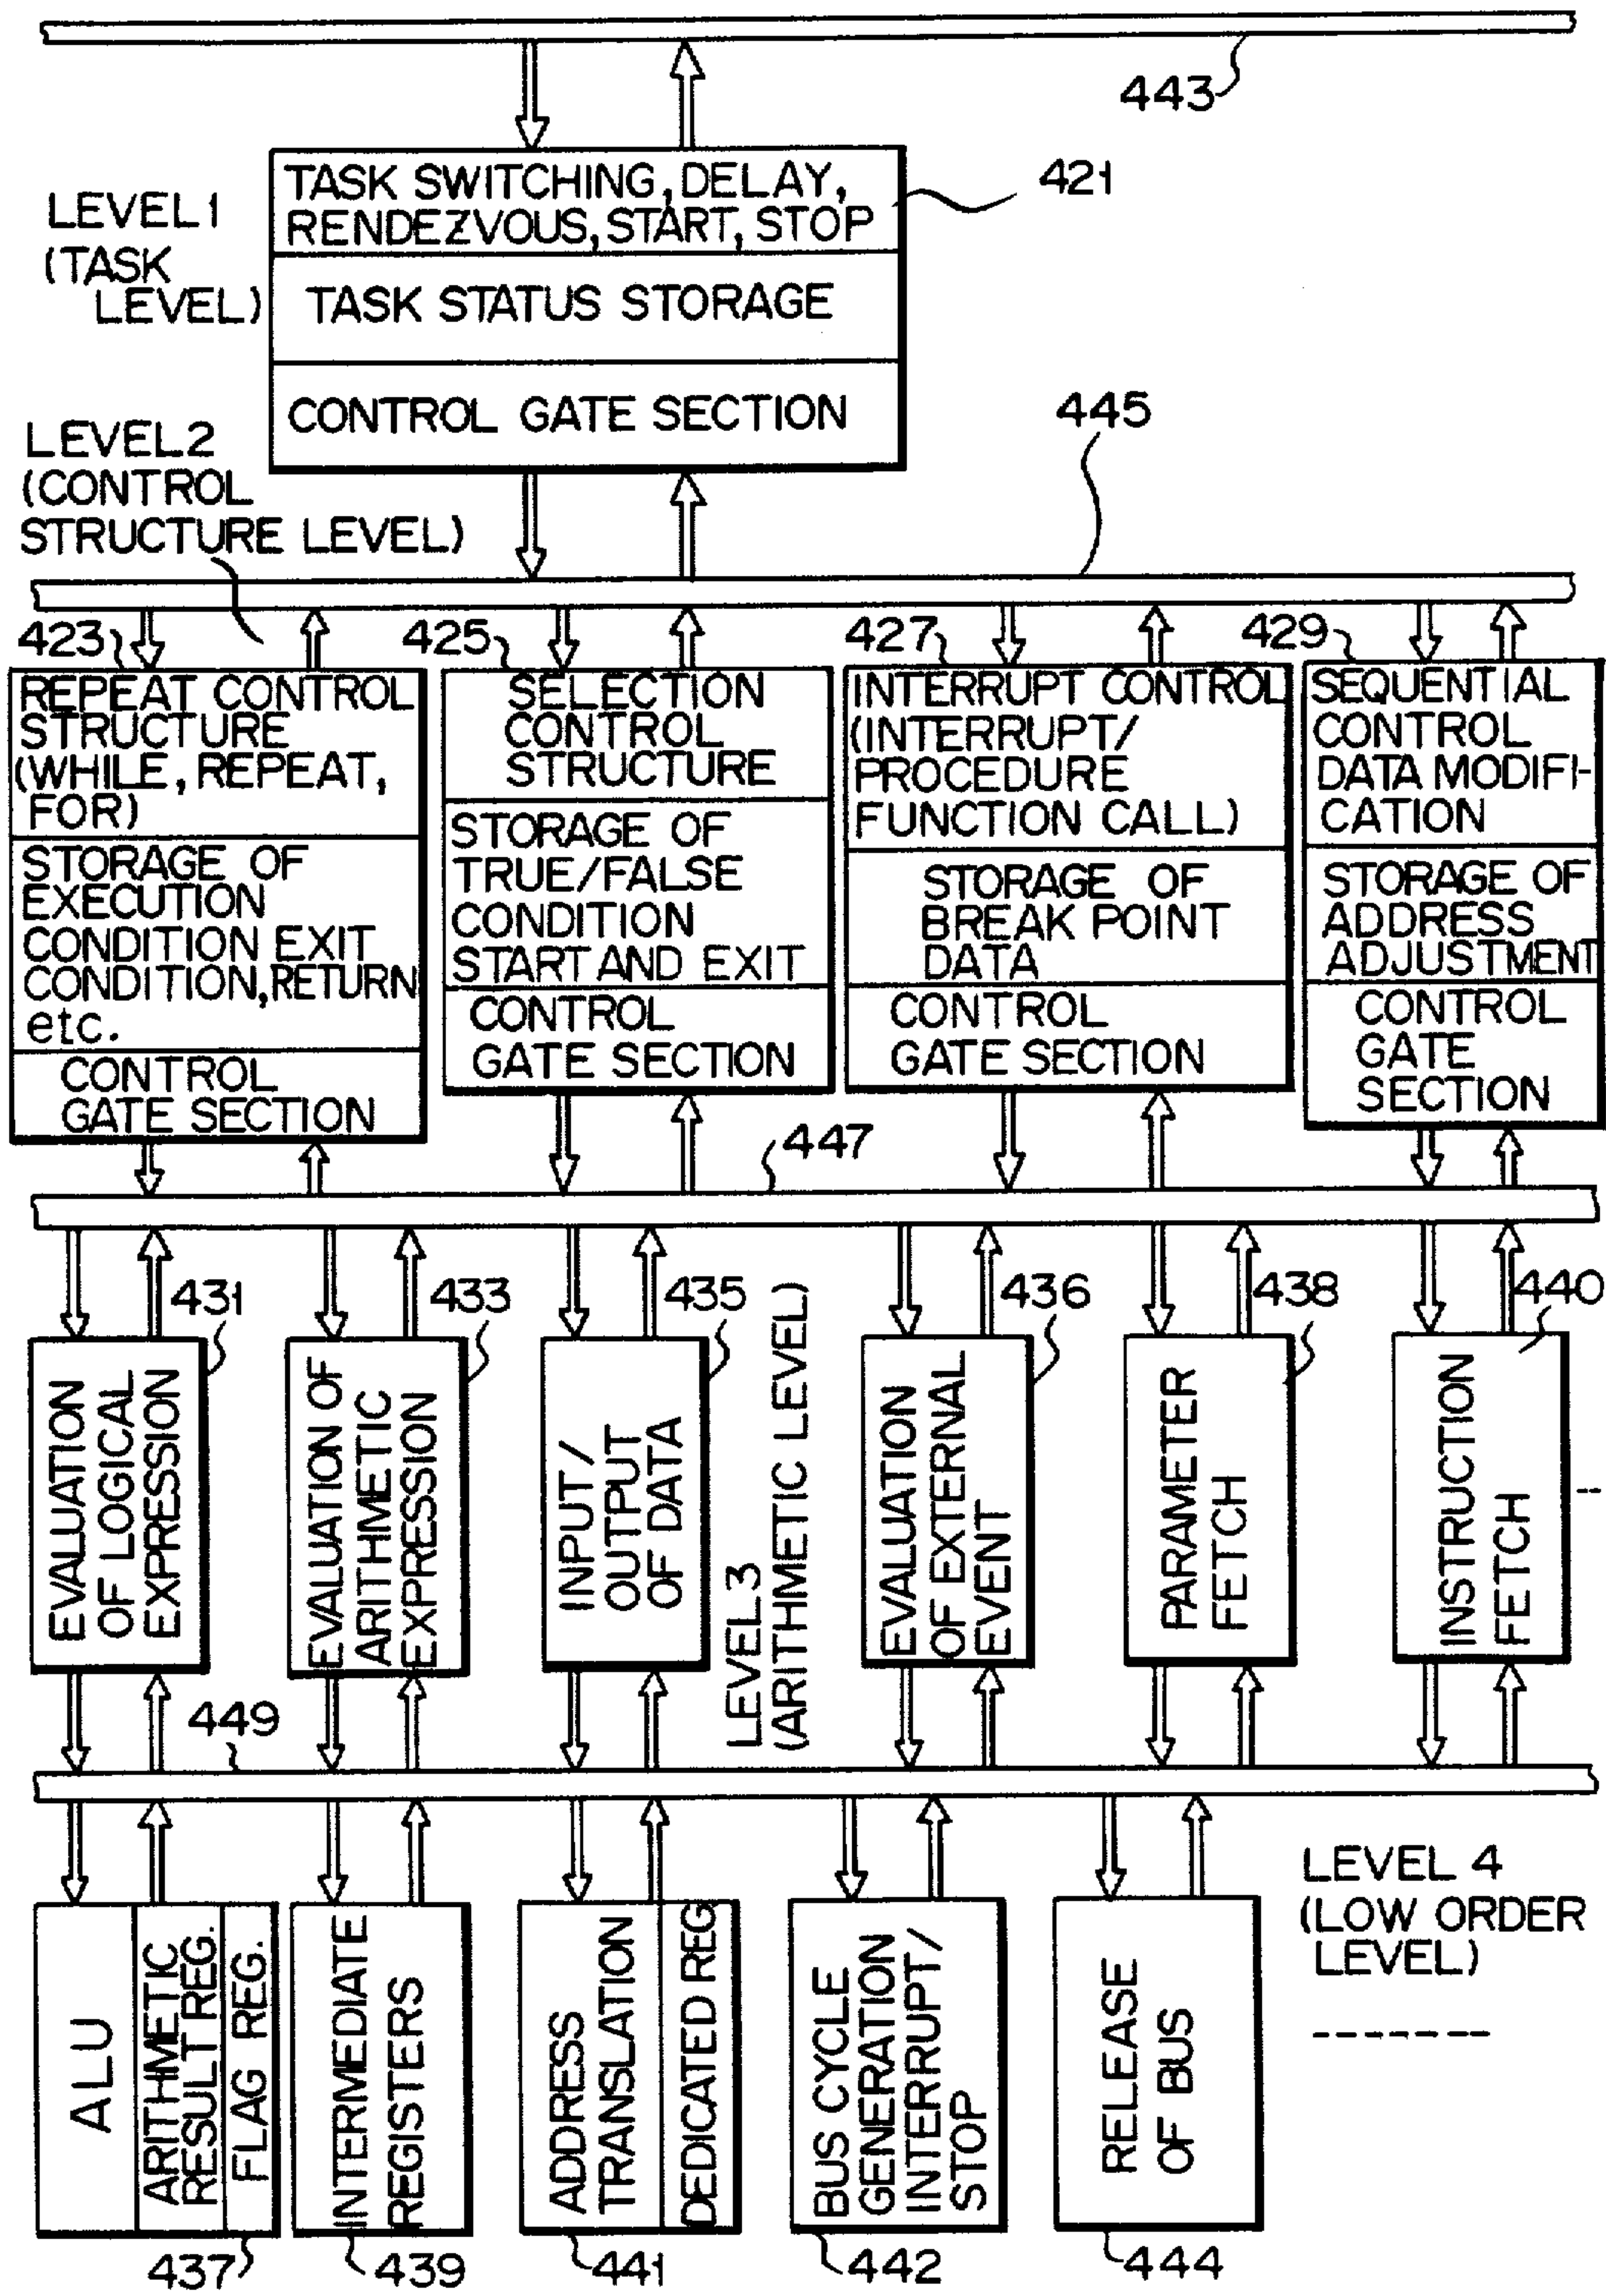 443
TASK SWITCHING, DELAY,
RENDEZVOUS, START, STOP
421
LEVEL 1
(TASK
LEVEL)
TASK STATUS STORAGE
CONTROL GATE SECTION
LEVEL 2
(CONTROL
STRUCTURE LEVEL)
445
423
425
427
429
REPEAT CONTROL
STRUCTURE
(WHILE, REPEAT,
FOR)
STORAGE OF
EXECUTION
CONDITION EXIT
CONDITION, RETURN
etc.
CONTROL
GATE SECTION
SELECTION
CONTROL
STRUCTURE
STORAGE OF
TRUE/FALSE
CONDITION
START AND EXIT
CONTROL
GATE SECTION
INTERRUPT CONTROL
(INTERRUPT/
PROCEDURE
FUNCTION CALL)
STORAGE OF
BREAK POINT
DATA
CONTROL
GATE SECTION
SEQUENTIAL
CONTROL
DATA MODIFI-
CATION
STORAGE OF
ADDRESS
ADJUSTMENT
CONTROL
GATE
SECTION
447
431
433
435
436
438
440
EVALUATION
OF LOGICAL
EXPRESSION
EVALUATION OF
ARITHMETIC
EXPRESSION
INPUT/
OUTPUT
OF DATA
LEVEL 3
(ARITHMETIC LEVEL)
EVALUATION
OF EXTERNAL
EVENT
PARAMETER
FETCH
INSTRUCTION
FETCH
449
ALU
ARITHMETIC
RESULT REG.
FLAG REG.
INTERMEDIATE
REGISTERS
ADDRESS
TRANSLATION
DEDICATED REG
BUS CYCLE
GENERATION
INTERRUPT/
STOP
RELEASE
OF BUS
LEVEL 4
(LOW ORDER
LEVEL)
437
439
441
442
444